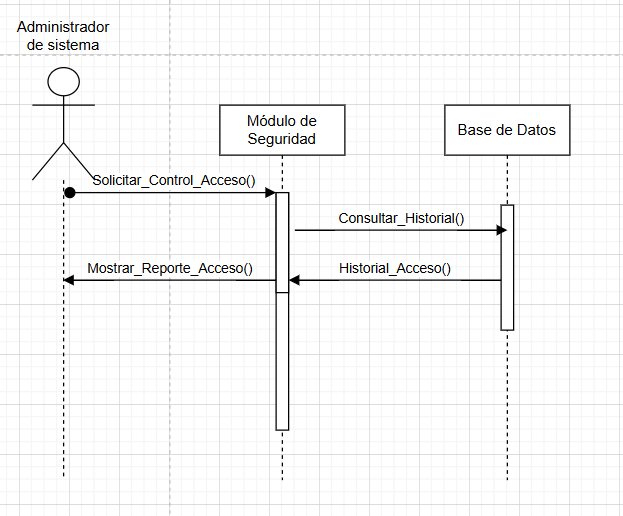 Administrador
de sistema
Módulo de
Seguridad
Base de Datos
Solicitar_Control_Acceso()
Consultar_Historial()
Mostrar_Reporte_Acceso()
Historial_Acceso()